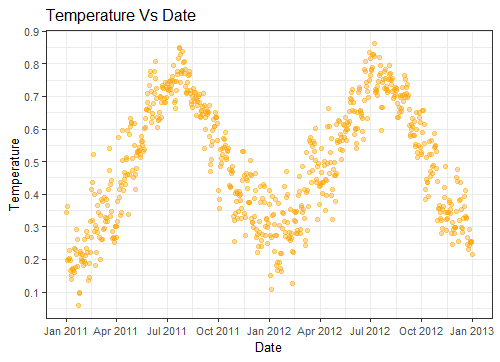 Temperature Vs Date
Temperature
0.9
0.8
0.7
0.6
0.5
0.4
0.3
0.2
0.1
Jan 2011 Apr 2011 Jul 2011 Oct 2011 Jan 2012 Apr 2012 Jul 2012 Oct 2012 Jan 2013
Date